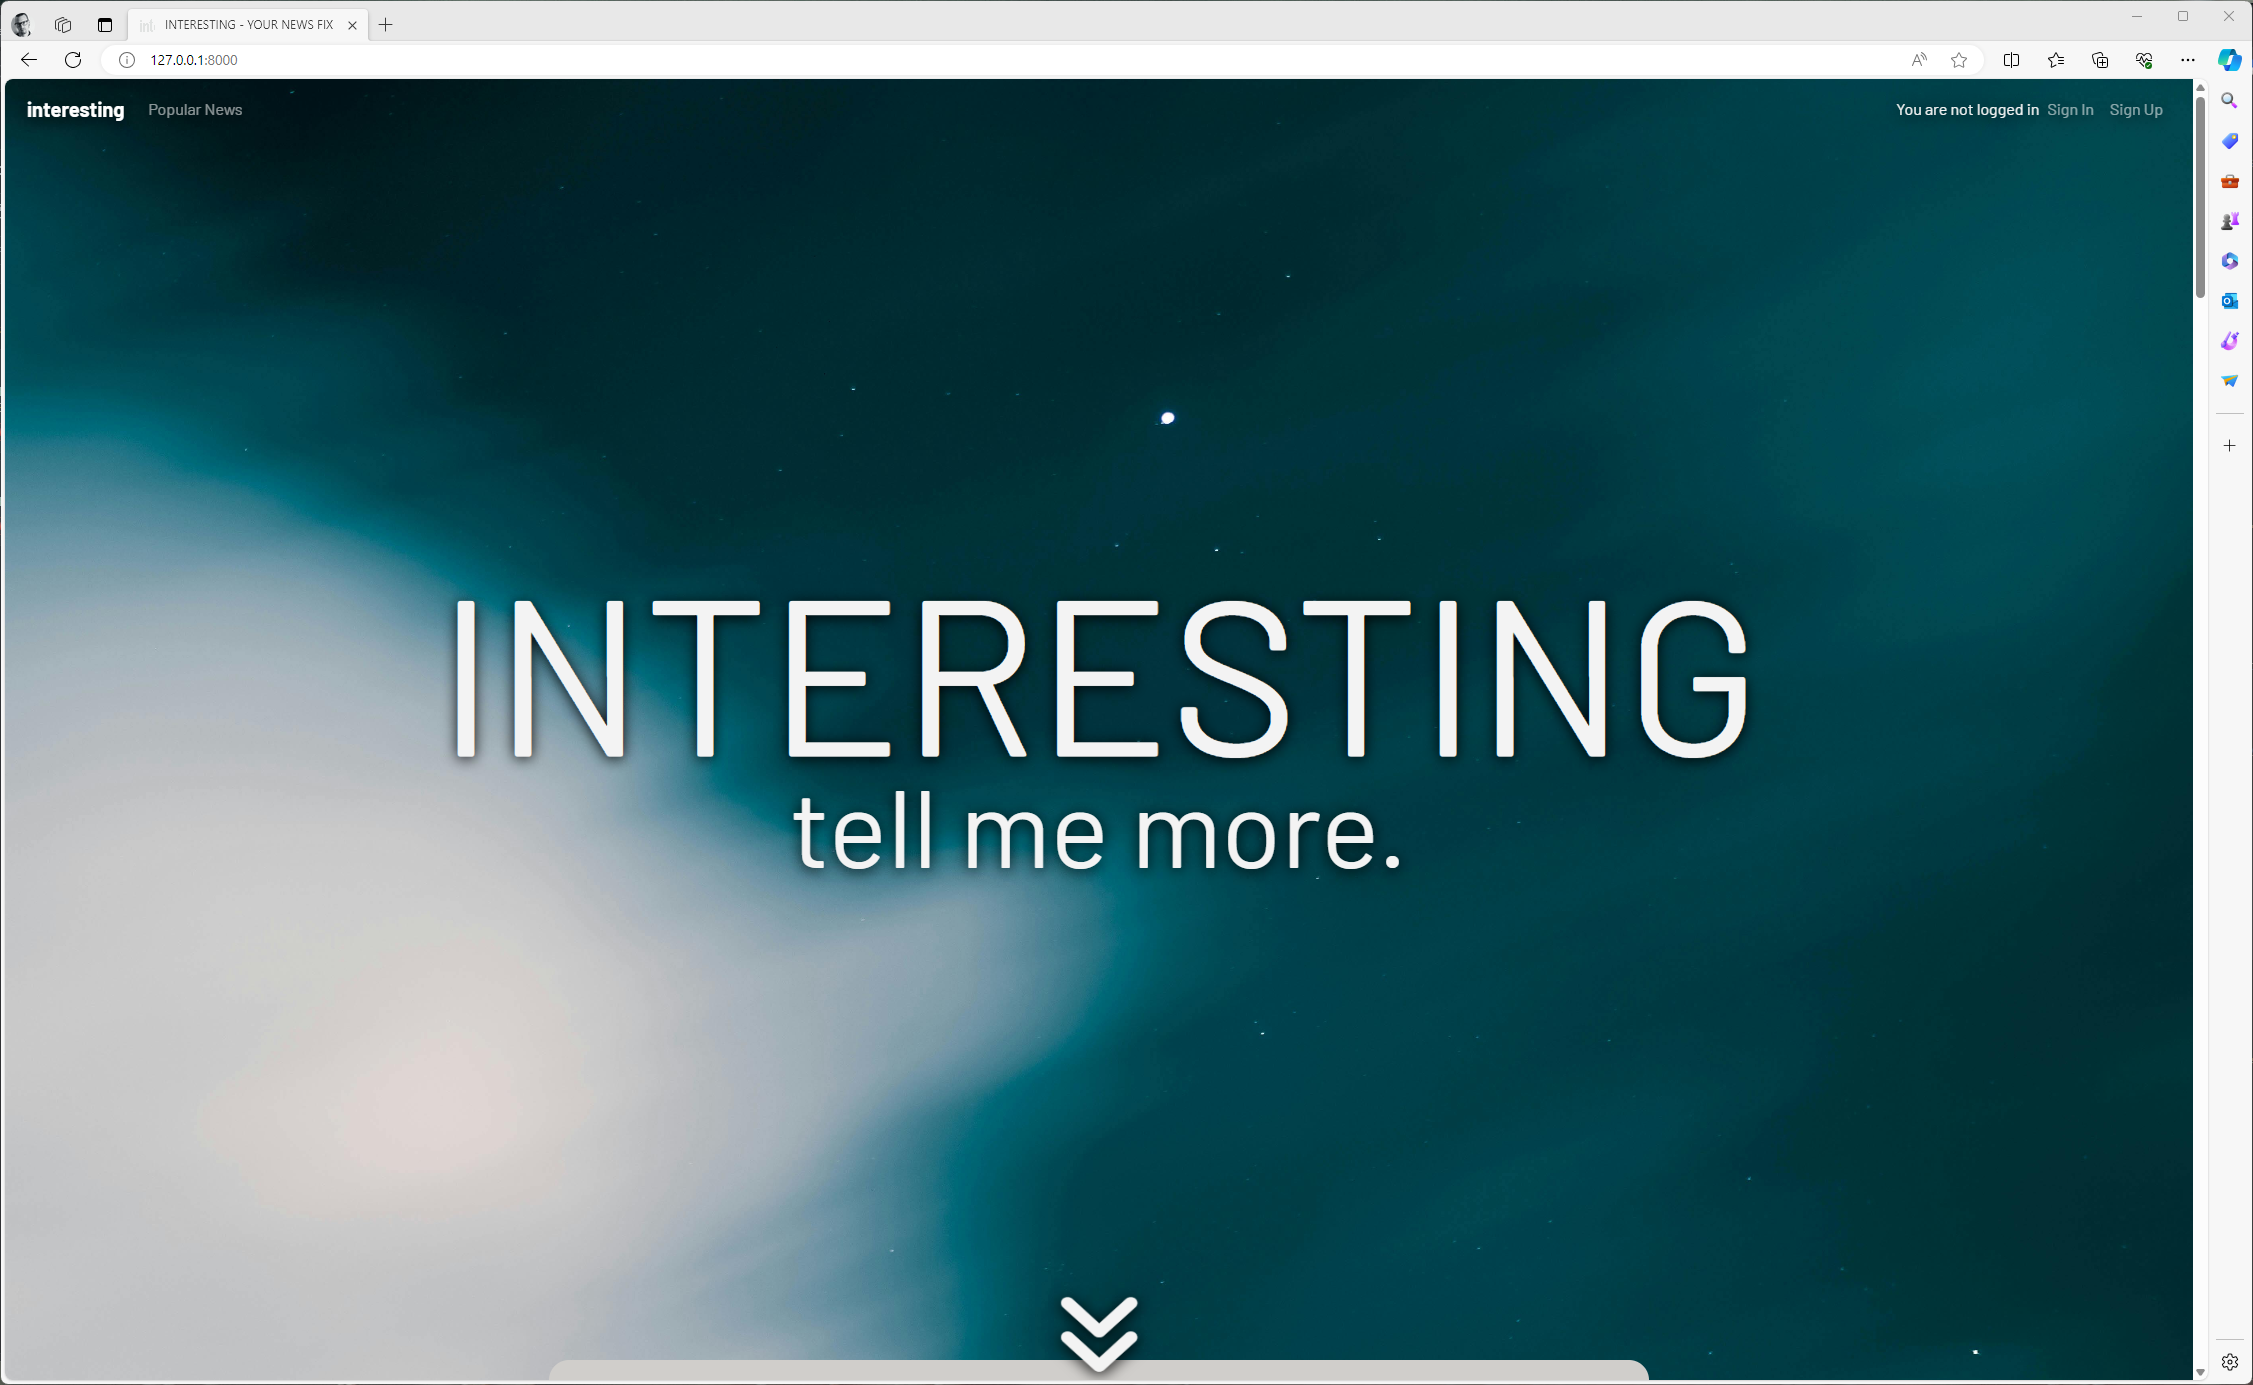 INTERESTING - YOUR NEWS FIX
127.0.0.1:8000
interesting Popular News
You are not logged in Sign In Sign Up
INTERESTING
tell me more.